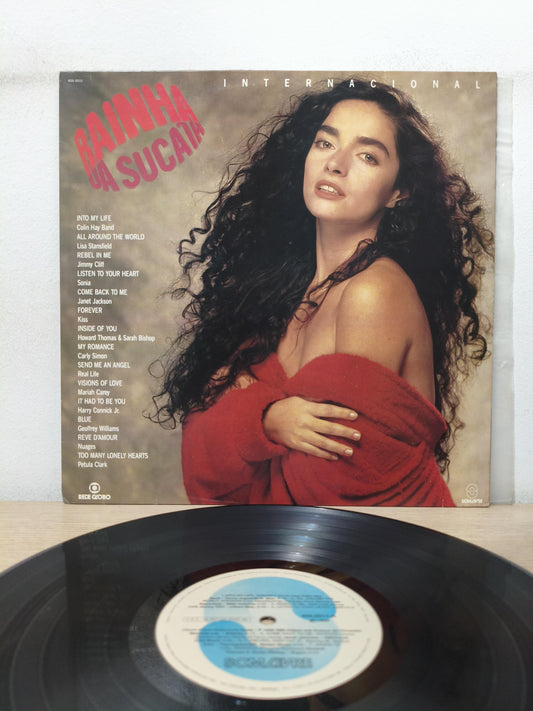 INTERNACIONAL
RAINHA
DA SUCATA
INTO MY LIFE
Colin Hay Band
ALL AROUND THE WORLD
Lisa Stansfield
REBEL IN ME
Jimmy Cliff
LISTEN TO YOUR HEART
Sonia
COME BACK TO ME
Janet Jackson
FOREVER
Kiss
INSIDE OF YOU
Howard Thomas & Sarah Bishop
MY ROMANCE
Carly Simon
SEND ME AN ANGEL
Real Life
VISIONS OF LOVE
Mariah Carey
IT HAD TO BE YOU
Harry Connick Jr.
BLUE
Geoffrey Williams
REVE D'AMOUR
Nuages
TOO MANY LONELY HEARTS
Petula Clark
REDE GLOBO
SOM LIVRE
SOM LIVRE